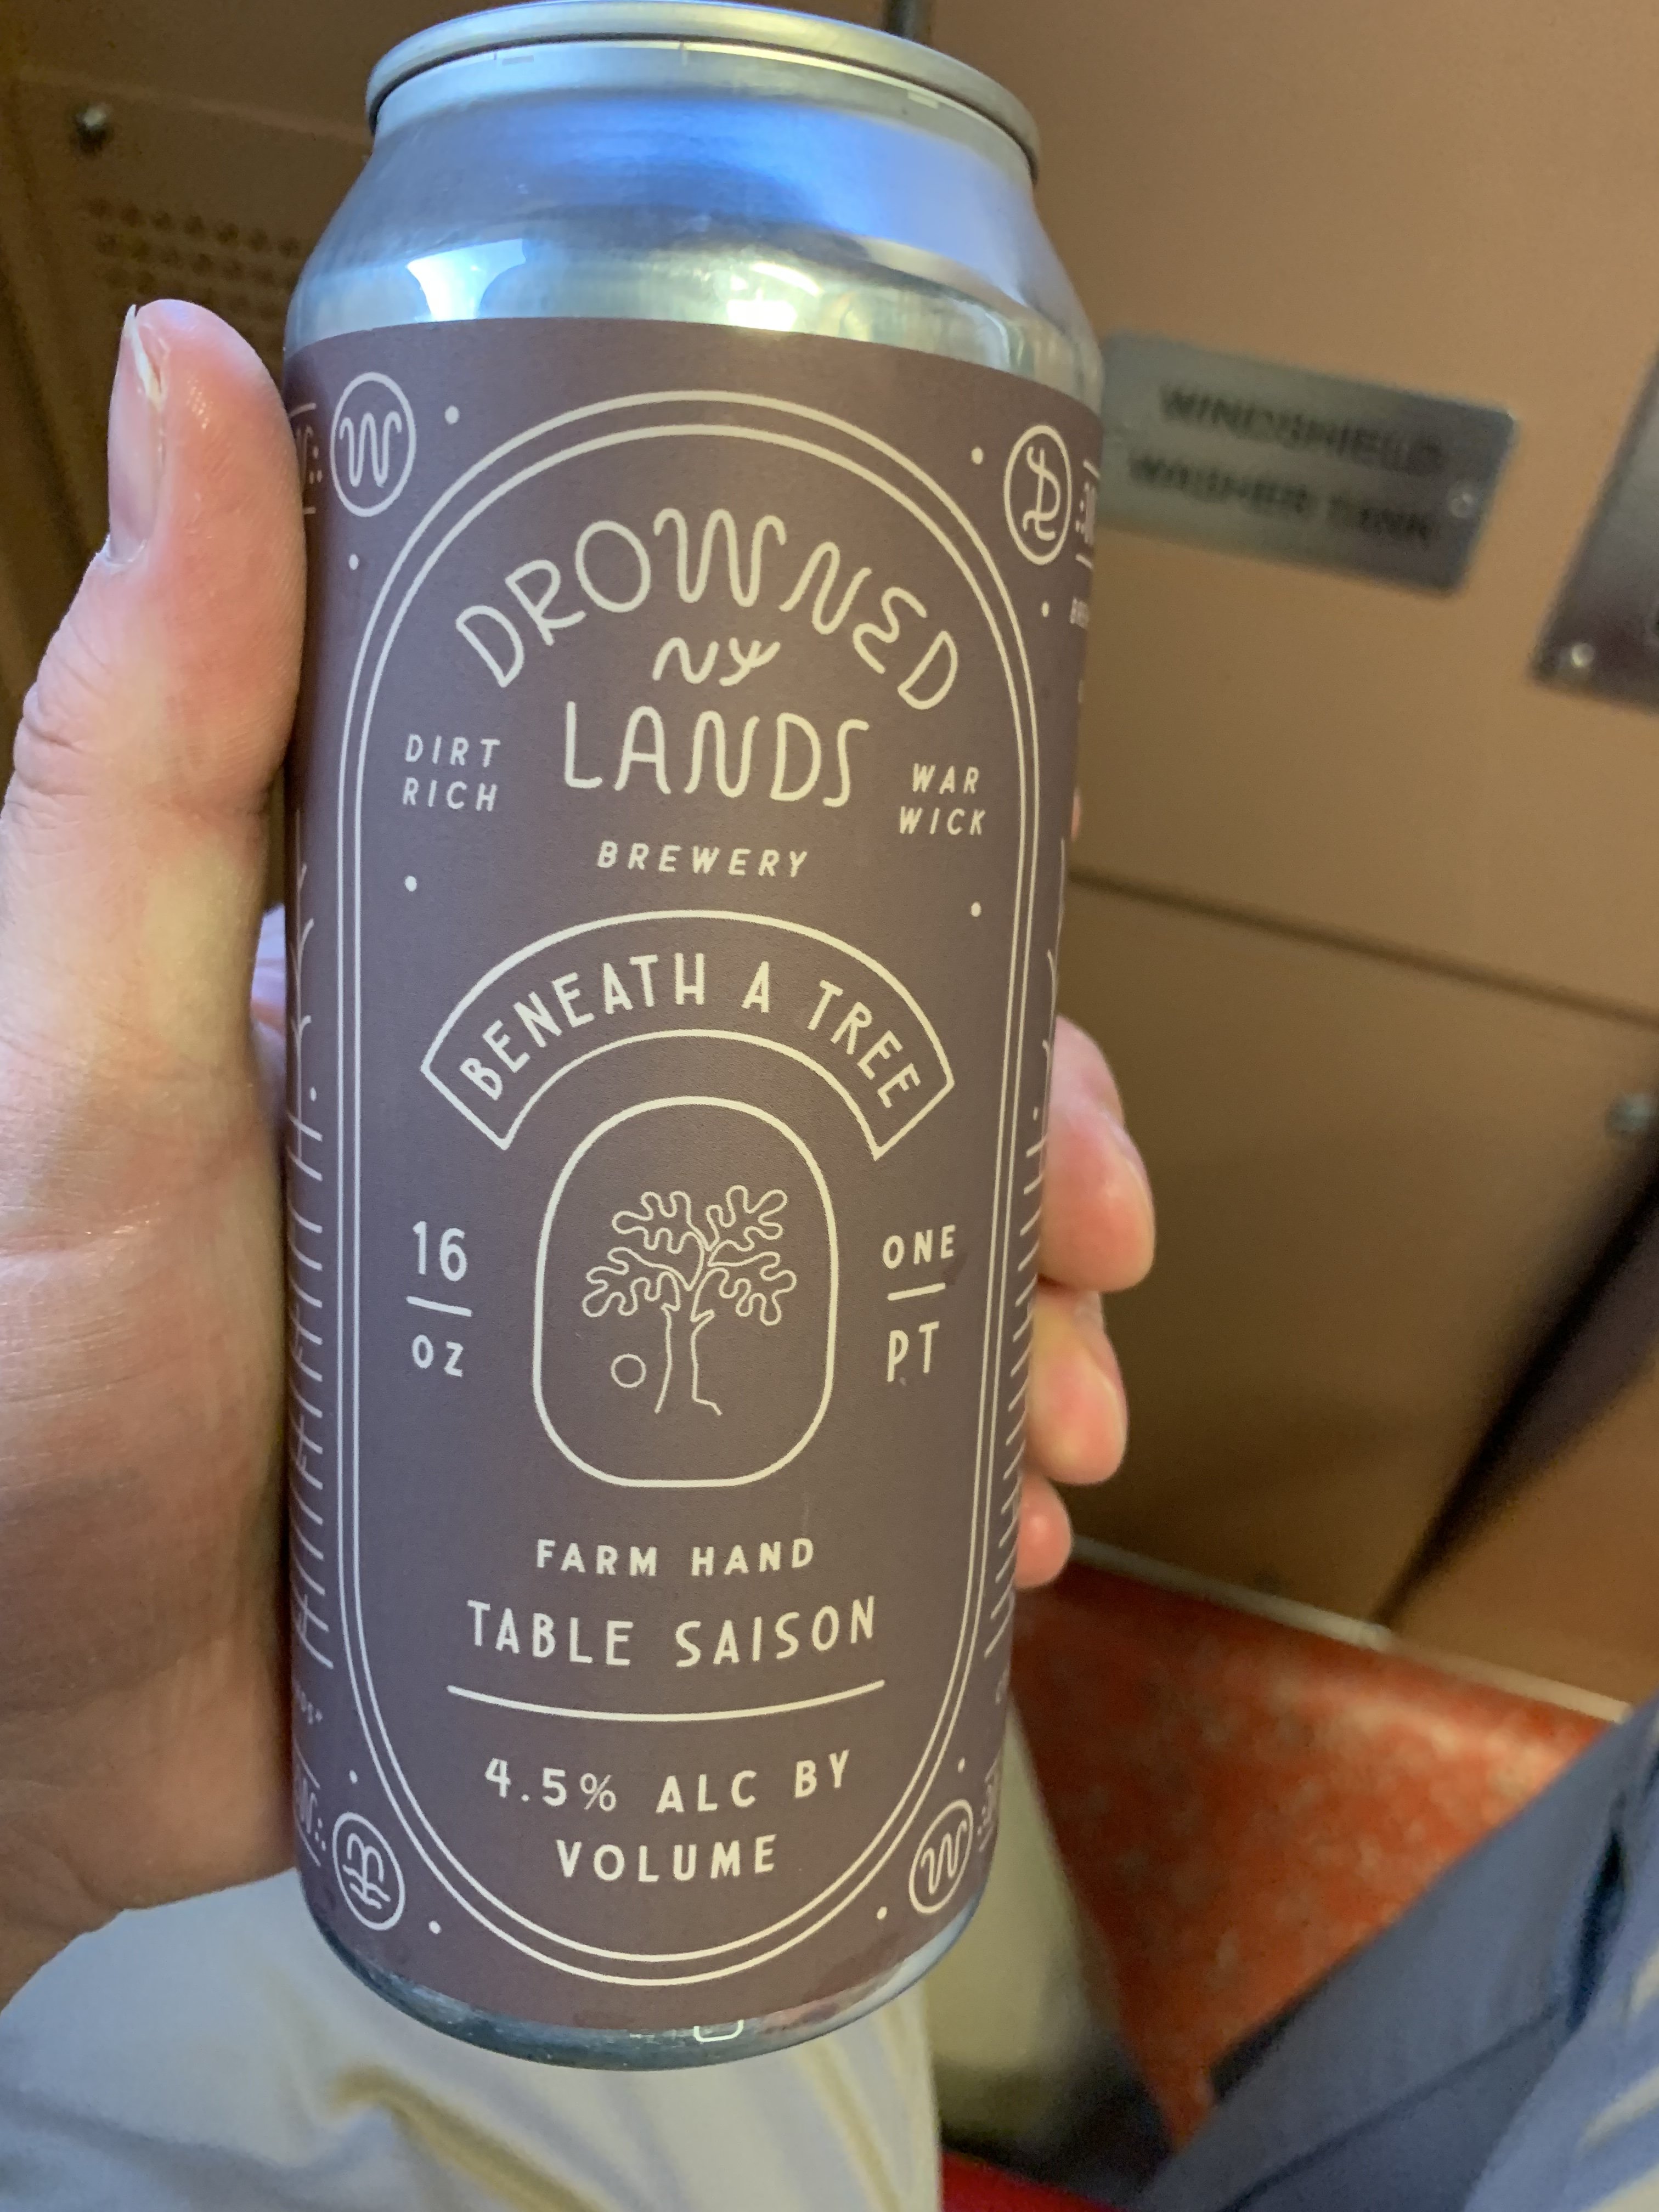 W
D
DROWNED
NY
LANDS
DIRT
RICH
WAR
WICK
BREWERY
BENEATH A TREE
16
OZ
ONE
PT
FARM HAND
TABLE SAISON
4.5% ALC BY
VOLUME
W
WINDSHIELD
WASHER TANK